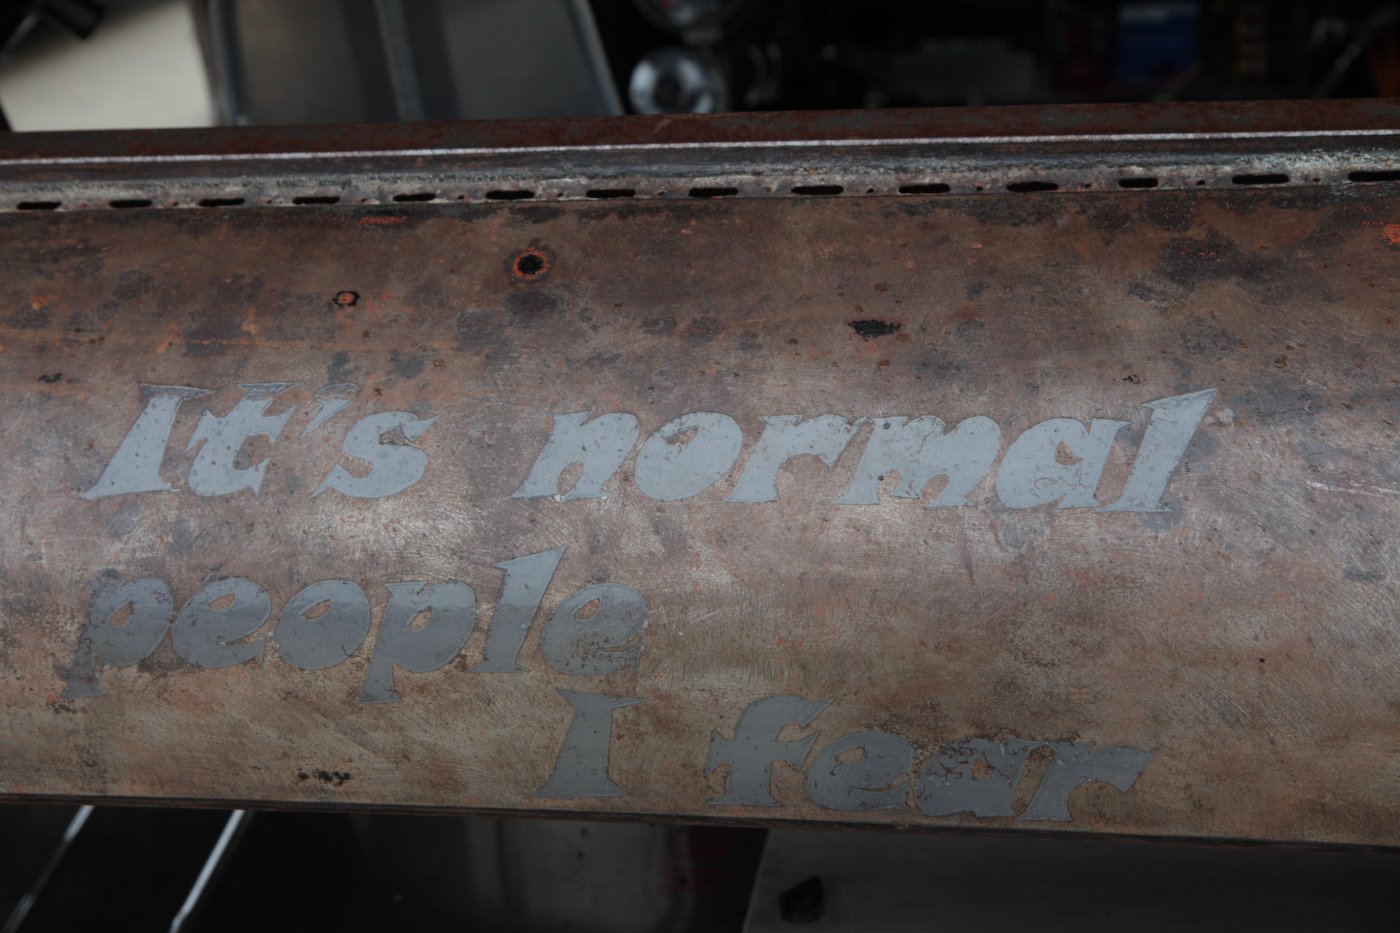 It's normal
people
I fear